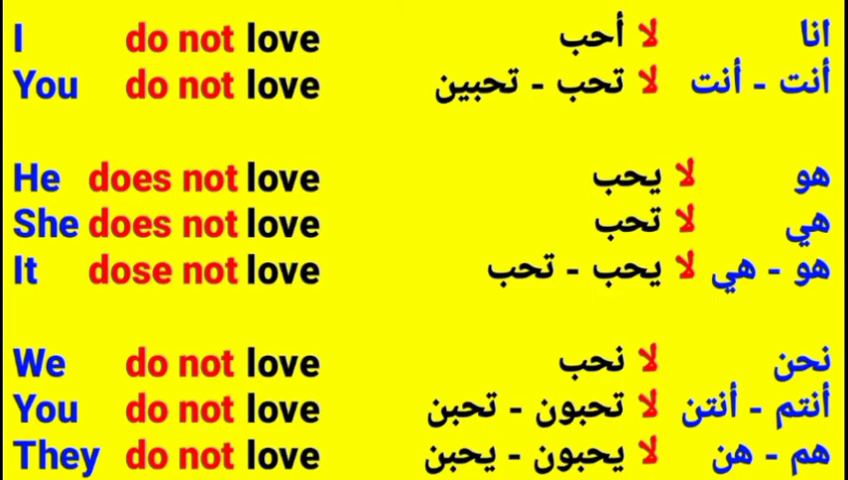 I do not love لا أحب انا
You do not love لا تحب - تحبين أنت - أنت
He does not love لا يحب هو
She does not love لا تحب هي
It dose not love لا يحب - تحب هو - هي
We do not love لا نحب نحن
You do not love لا تحبون - تحبن أنتم - أنتن
They do not love لا يحبون - يحبن هم - هن